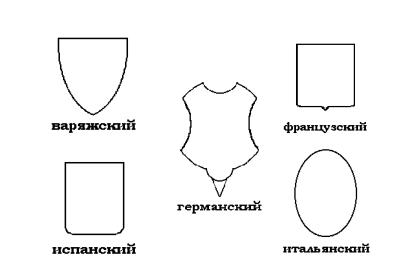 варяжский
французский
германский
испанский
итальянский